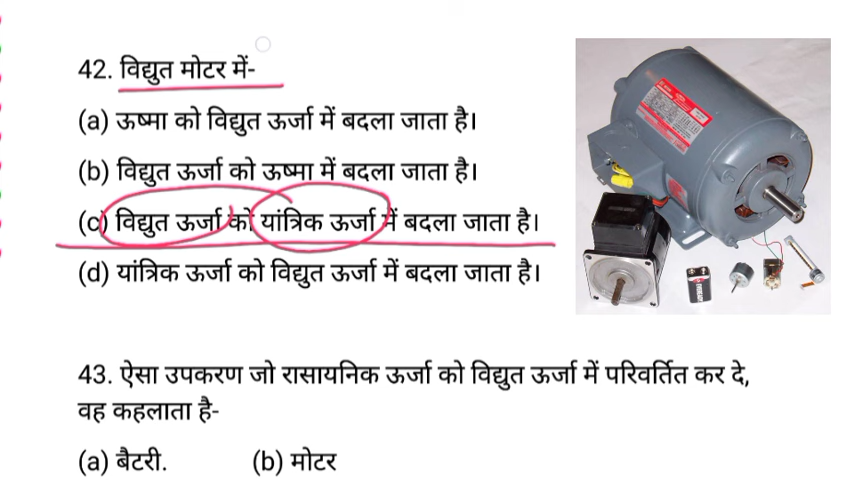 42. विद्युत मोटर में-
(a) ऊष्मा को विद्युत ऊर्जा में बदला जाता है।
(b) विद्युत ऊर्जा को ऊष्मा में बदला जाता है।
(c) विद्युत ऊर्जा को यांत्रिक ऊर्जा में बदला जाता है।
(d) यांत्रिक ऊर्जा को विद्युत ऊर्जा में बदला जाता है।
43. ऐसा उपकरण जो रासायनिक ऊर्जा को विद्युत ऊर्जा में परिवर्तित कर दे,
वह कहलाता है-
(a) बैटरी. (b) मोटर